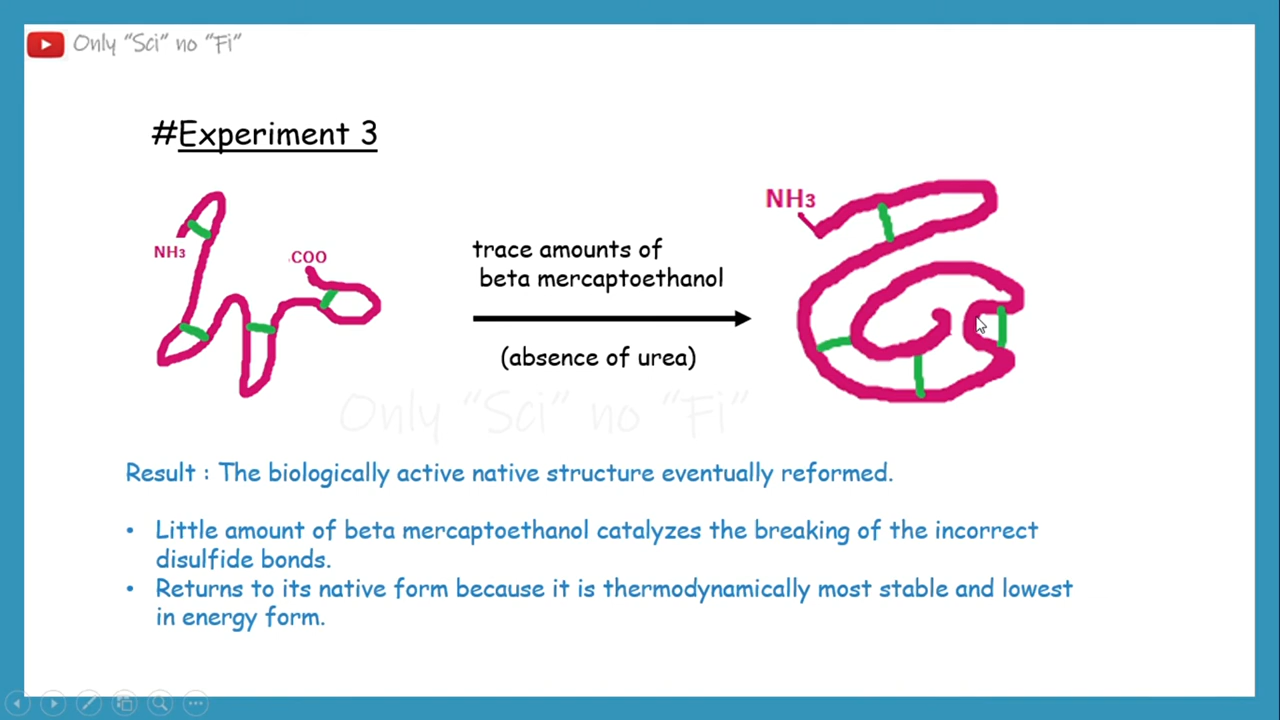 Only “Sci” no “Fi”
#Experiment 3
NH3
COO
trace amounts of
beta mercaptoethanol
(absence of urea)
NH3
Only “Sci” no “Fi”
Result : The biologically active native structure eventually reformed.
• Little amount of beta mercaptoethanol catalyzes the breaking of the incorrect
disulfide bonds.
• Returns to its native form because it is thermodynamically most stable and lowest
in energy form.